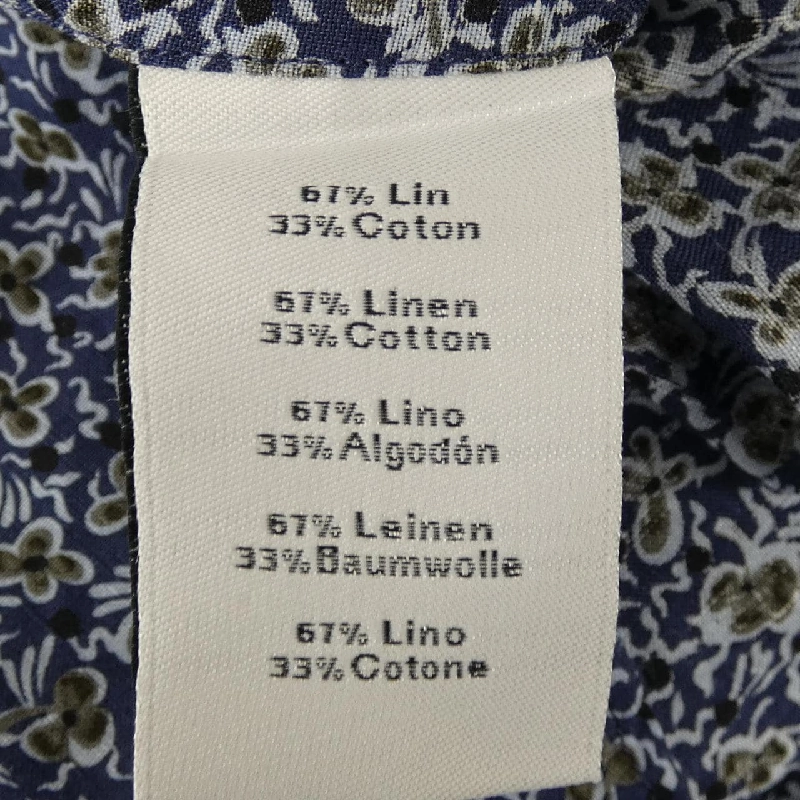 67% Lin
33% Coton
67% Linen
33% Cotton
67% Lino
33% Algodón
67% Leinen
33% Baumwolle
67% Lino
33% Cotone